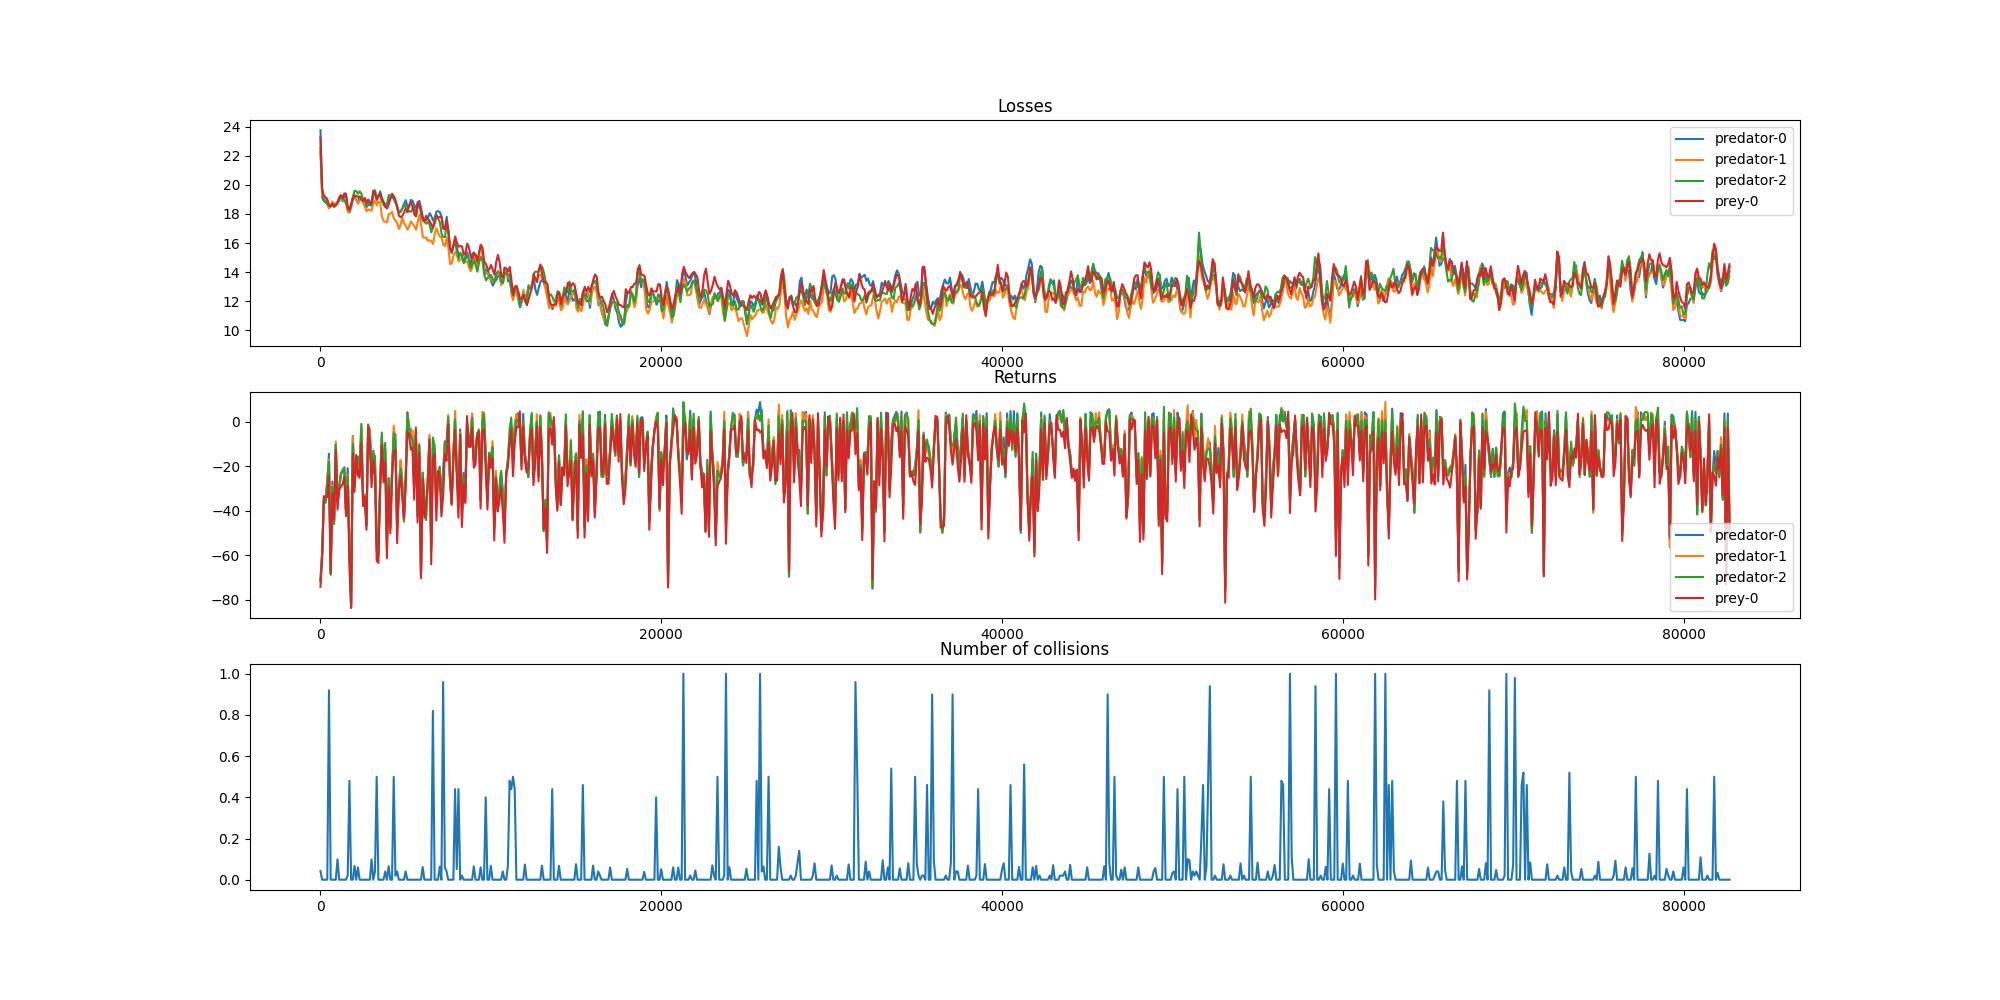 Losses
24
22
20
18
16
14
12
10
predator-0
predator-1
predator-2
prey-0
0 20000 40000 60000 80000
Returns
0
−20
−40
−60
−80
predator-0
predator-1
predator-2
prey-0
0 20000 40000 60000 80000
Number of collisions
1.0
0.8
0.6
0.4
0.2
0.0
0 20000 40000 60000 80000